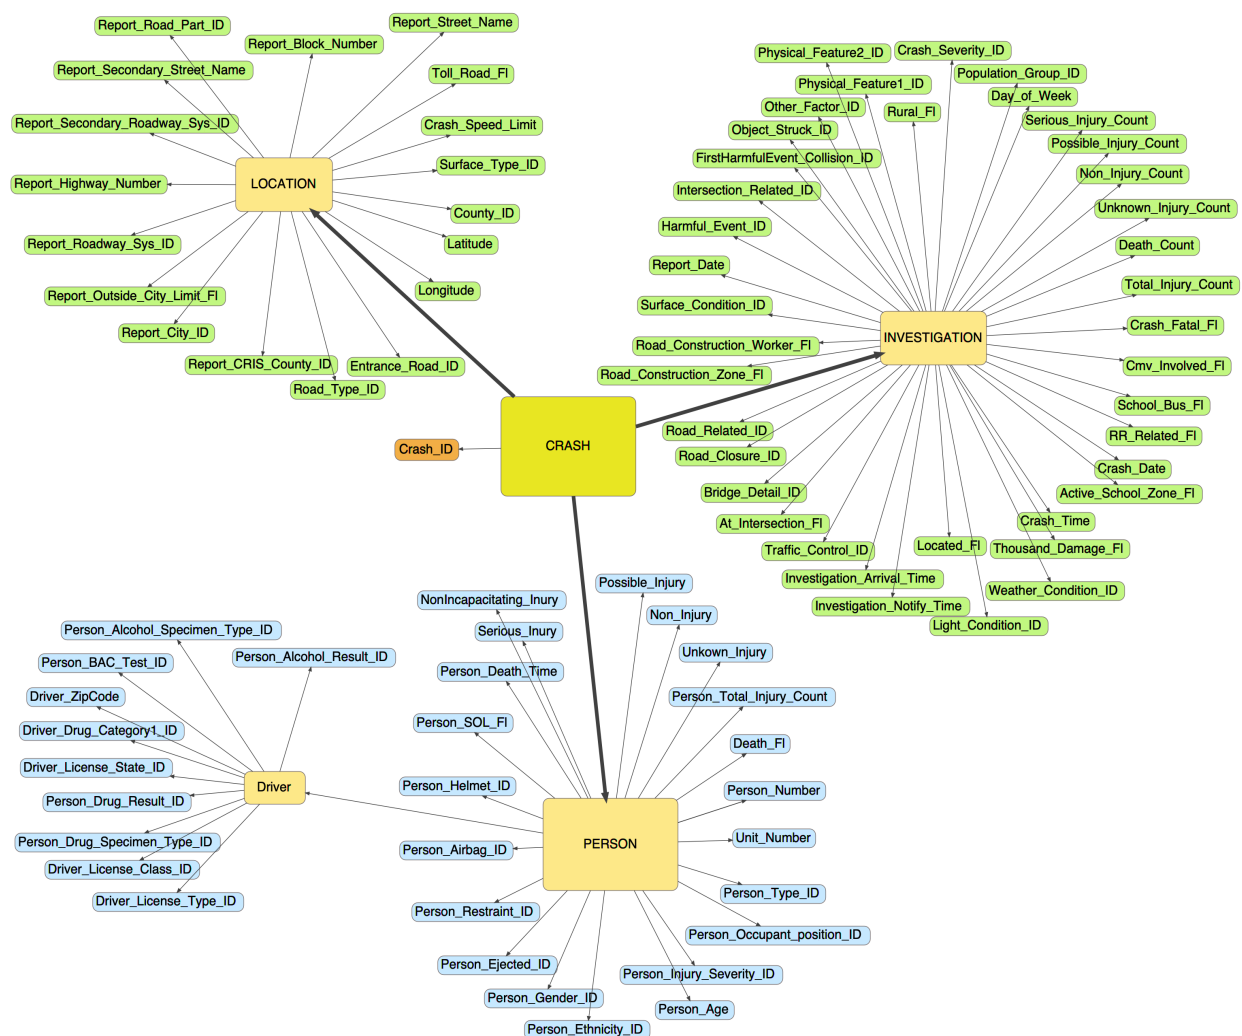 Report_Road_Part_ID
Report_Street_Name
Report_Block_Number
Report_Secondary_Street_Name
Toll_Road_Fl
Report_Secondary_Roadway_Sys_ID
Crash_Speed_Limit
Surface_Type_ID
LOCATION
Report_Highway_Number
County_ID
Report_Roadway_Sys_ID
Latitude
Longitude
Report_Outside_City_Limit_Fl
Report_City_ID
Report_CRIS_County_ID
Entrance_Road_ID
Road_Type_ID
Physical_Feature2_ID
Crash_Severity_ID
Population_Group_ID
Physical_Feature1_ID
Day_of_Week
Other_Factor_ID
Rural_Fl
Serious_Injury_Count
Object_Struck_ID
Possible_Injury_Count
FirstHarmfulEvent_Collision_ID
Non_Injury_Count
Intersection_Related_ID
Unknown_Injury_Count
Harmful_Event_ID
Death_Count
Report_Date
Total_Injury_Count
Surface_Condition_ID
Crash_Fatal_Fl
INVESTIGATION
Road_Construction_Worker_Fl
Cmv_Involved_Fl
Road_Construction_Zone_Fl
School_Bus_Fl
Road_Related_ID
RR_Related_Fl
Road_Closure_ID
Crash_Date
Bridge_Detail_ID
Active_School_Zone_Fl
At_Intersection_Fl
Crash_Time
Traffic_Control_ID
Located_Fl
Thousand_Damage_Fl
Investigation_Arrival_Time
Weather_Condition_ID
Investigation_Notify_Time
Light_Condition_ID
CRASH
Crash_ID
Possible_Injury
NonIncapacitating_Inury
Non_Injury
Serious_Inury
Unkown_Injury
Person_Death_Time
Person_Total_Injury_Count
Person_SOL_Fl
Death_Fl
Person_Helmet_ID
Person_Number
PERSON
Unit_Number
Person_Airbag_ID
Person_Type_ID
Person_Restraint_ID
Person_Occupant_position_ID
Person_Ejected_ID
Person_Injury_Severity_ID
Person_Gender_ID
Person_Age
Person_Ethnicity_ID
Person_Alcohol_Specimen_Type_ID
Person_Alcohol_Result_ID
Person_BAC_Test_ID
Driver_ZipCode
Driver_Drug_Category1_ID
Driver_License_State_ID
Driver
Person_Drug_Result_ID
Person_Drug_Specimen_Type_ID
Driver_License_Class_ID
Driver_License_Type_ID